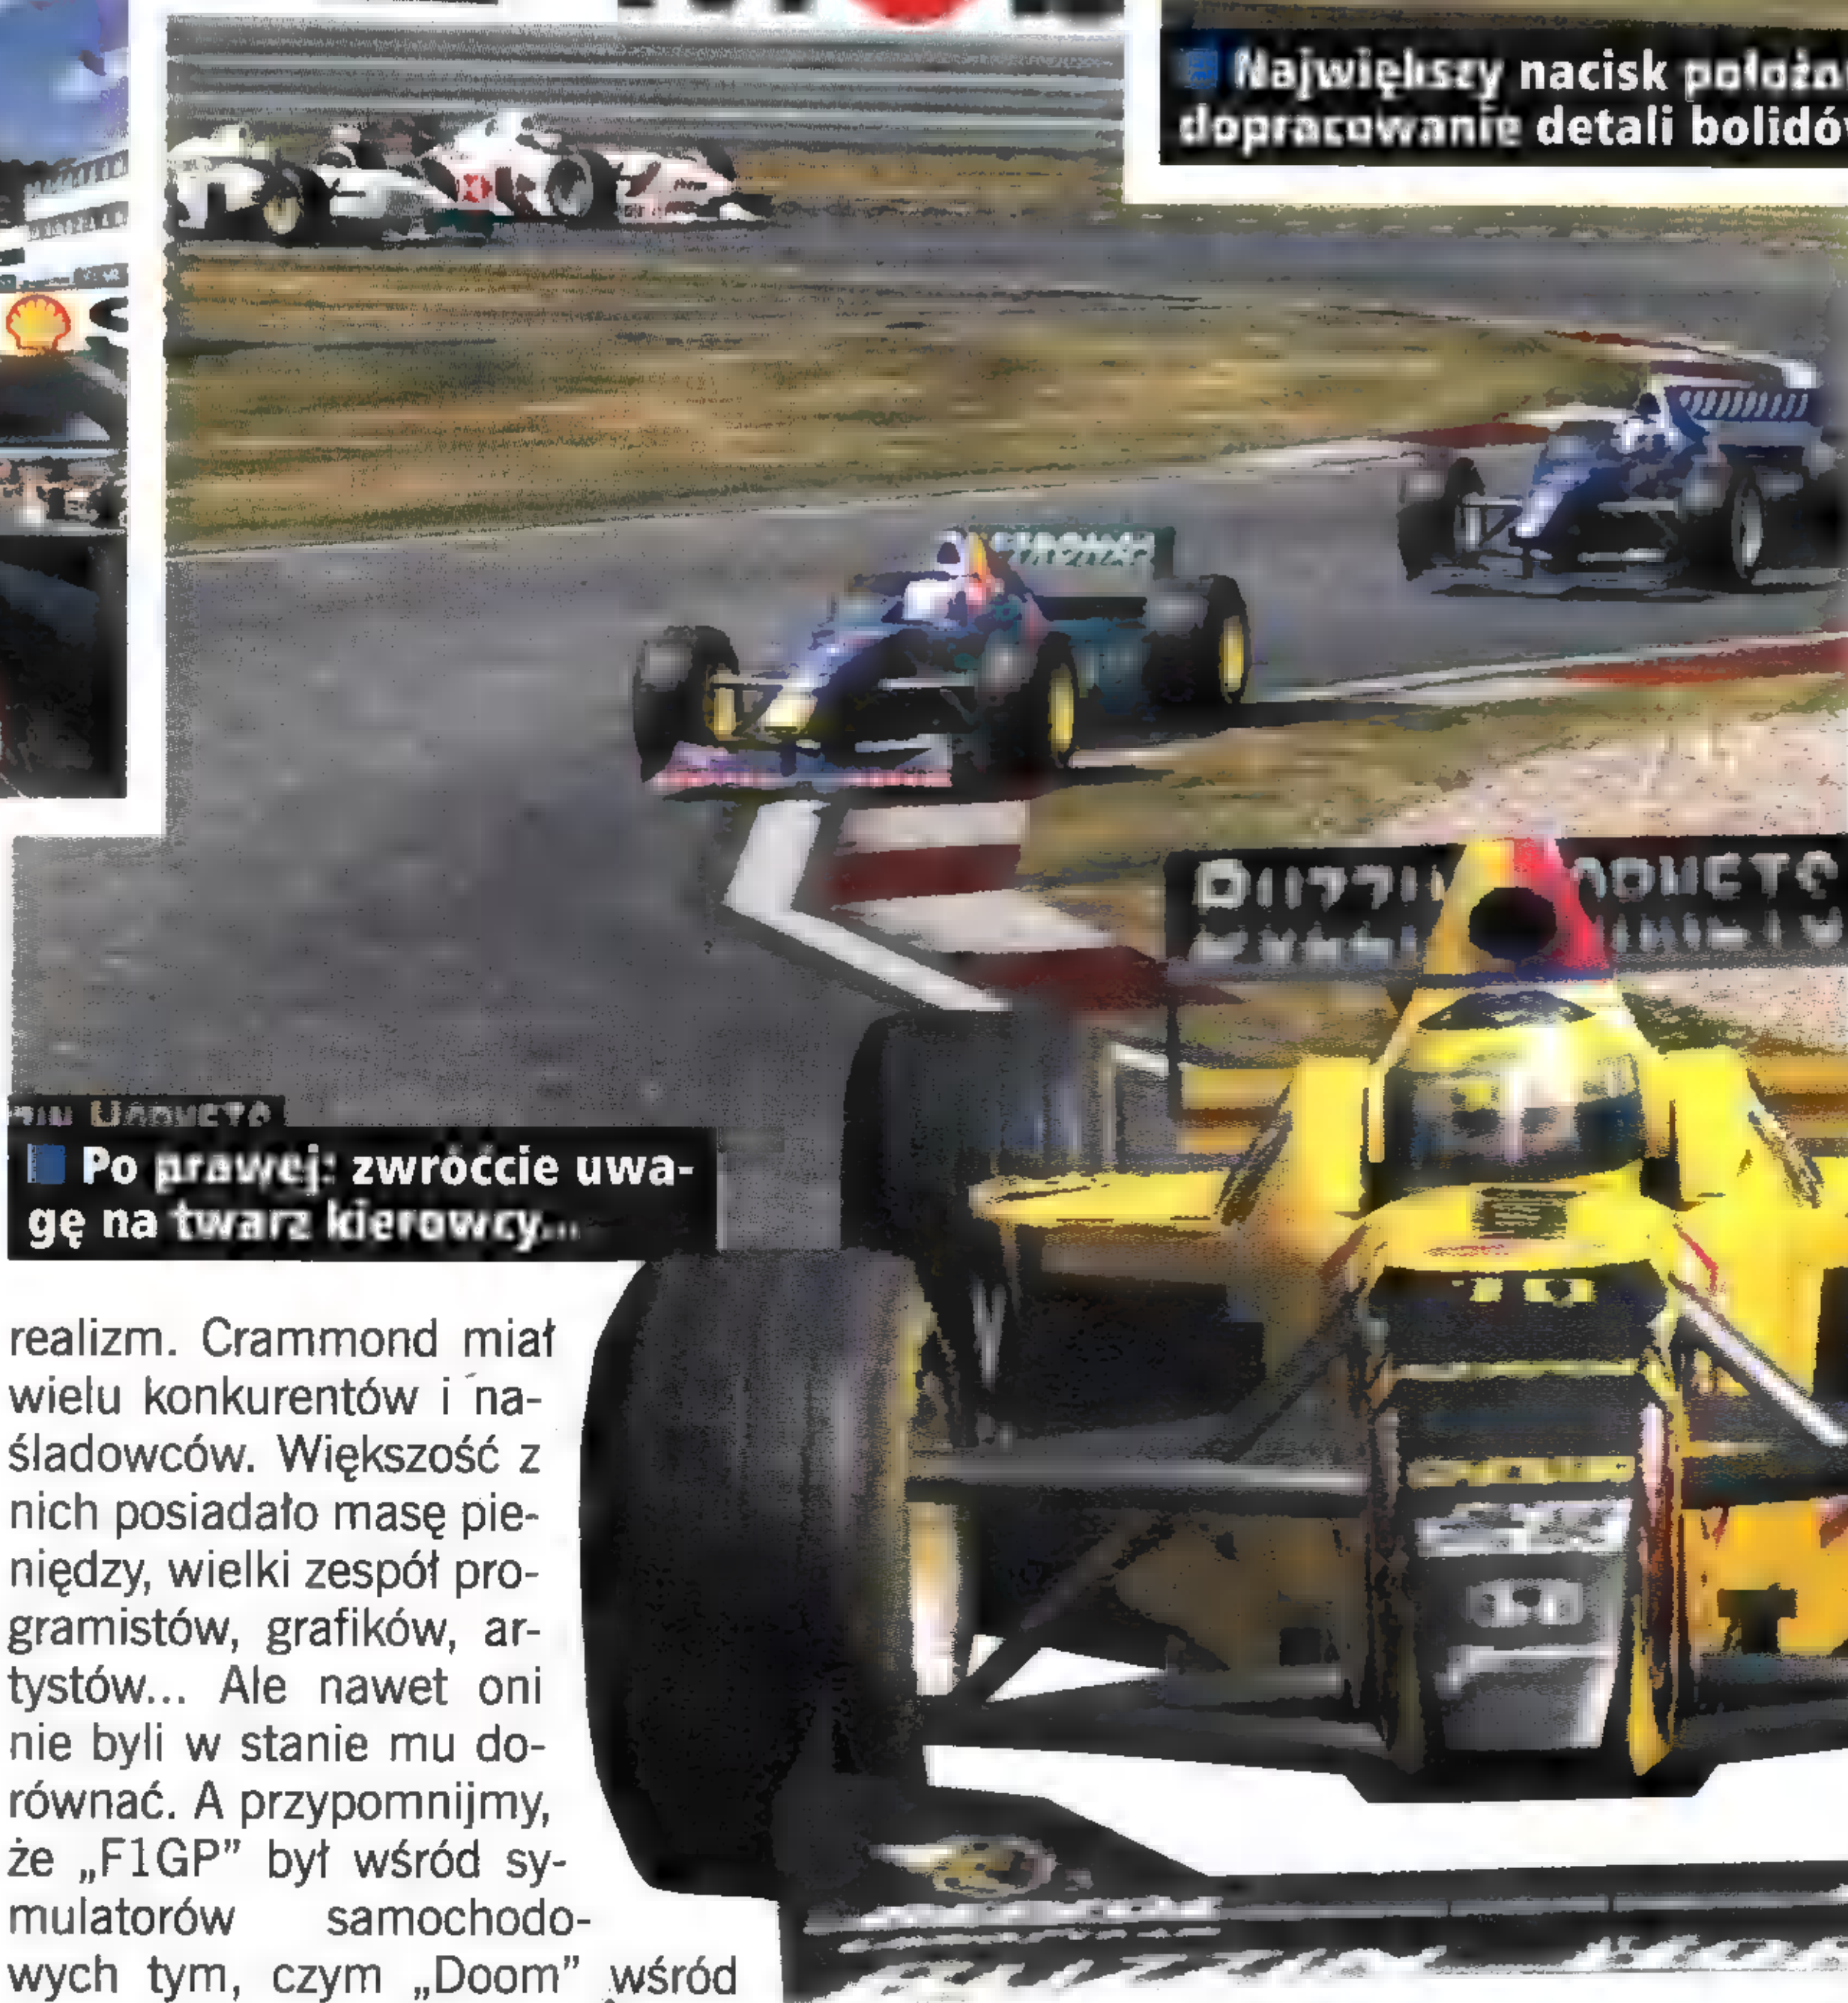 Największy nacisk położn
dopracowanie detali bolidów
Po prawej: zwróćcie uwa-
gę na twarz kierowcy...
realizm. Crammond miał
wielu konkurentów i na-
śladowców. Większość z
nich posiadało masę pie-
niędzy, wielki zespół pro-
gramistów, grafików, ar-
tystów... Ale nawet oni
nie byli w stanie mu do-
równać. A przypomnijmy,
że „F1GP” był wśród sy-
mulatorów samochodo-
wych tym, czym „Doom” wśród